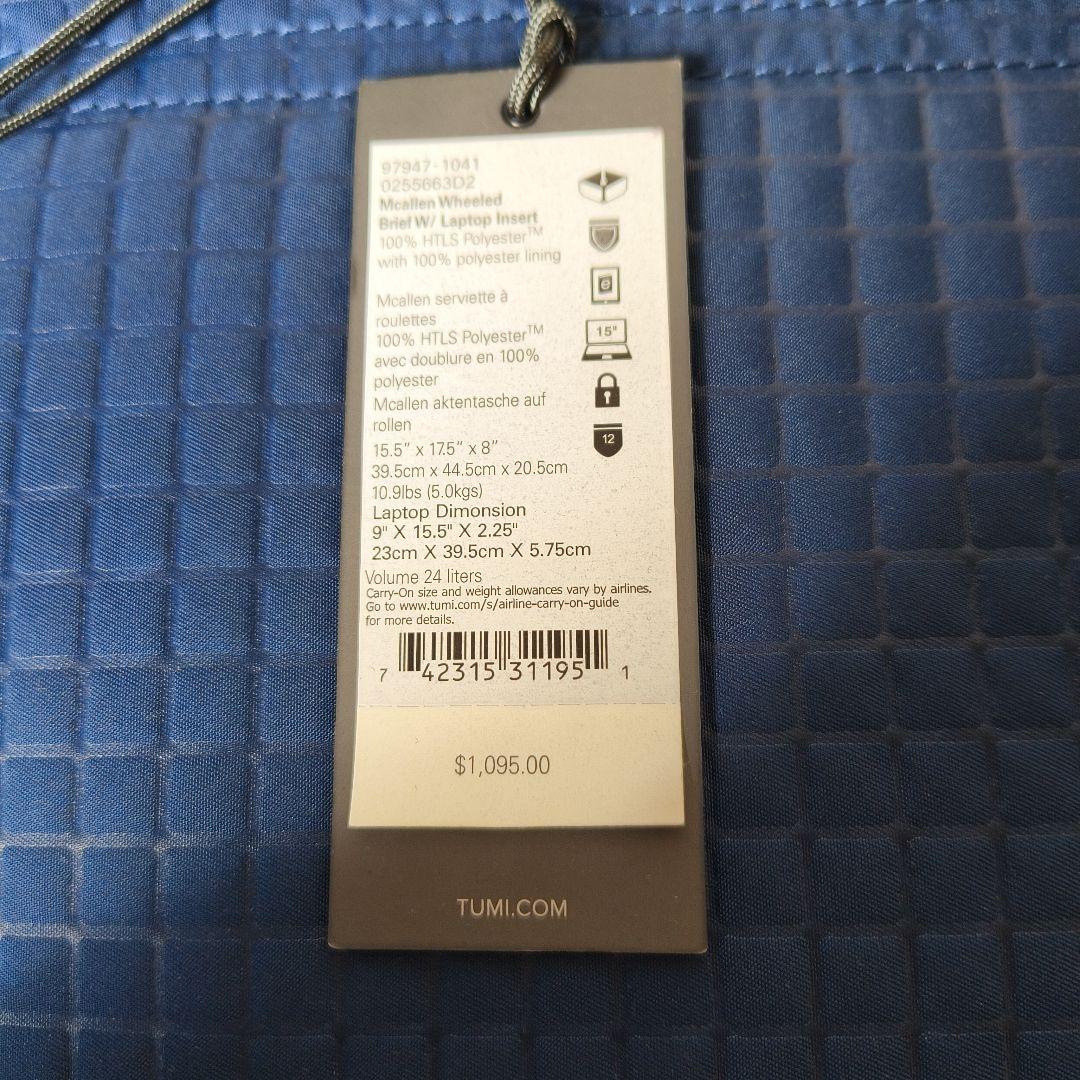 97947-1041
0255663D2
Mcallen Wheeled
Brief W/ Laptop Insert
100% HTLS Polyester™
with 100% polyester lining
Mcallen serviette à
roulettes
100% HTLS Polyester™
avec doublure en 100%
polyester
Mcallen aktentasche auf
rollen
15.5” x 17.5” x 8”
39.5cm x 44.5cm x 20.5cm
10.9lbs (5.0kgs)
Laptop Dimonsion
9" X 15.5" X 2.25"
23cm X 39.5cm X 5.75cm
Volume 24 liters
Carry-On size and weight allowances vary by airlines.
Go to www.tumi.com/s/airline-carry-on-guide
for more details.
e
15"
12
7 42315 31195 1
$1,095.00
TUMI.COM